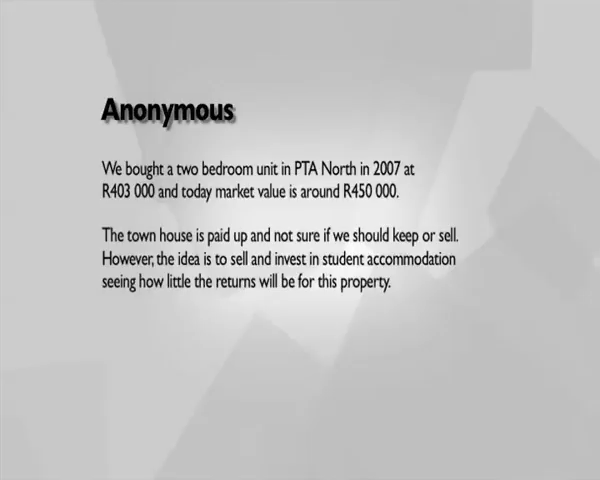 Anonymous
We bought a two bedroom unit in PTA North in 2007 at
R403 000 and today market value is around R450 000.
The town house is paid up and not sure if we should keep or sell.
However, the idea is to sell and invest in student accommodation
seeing how little the returns will be for this property.